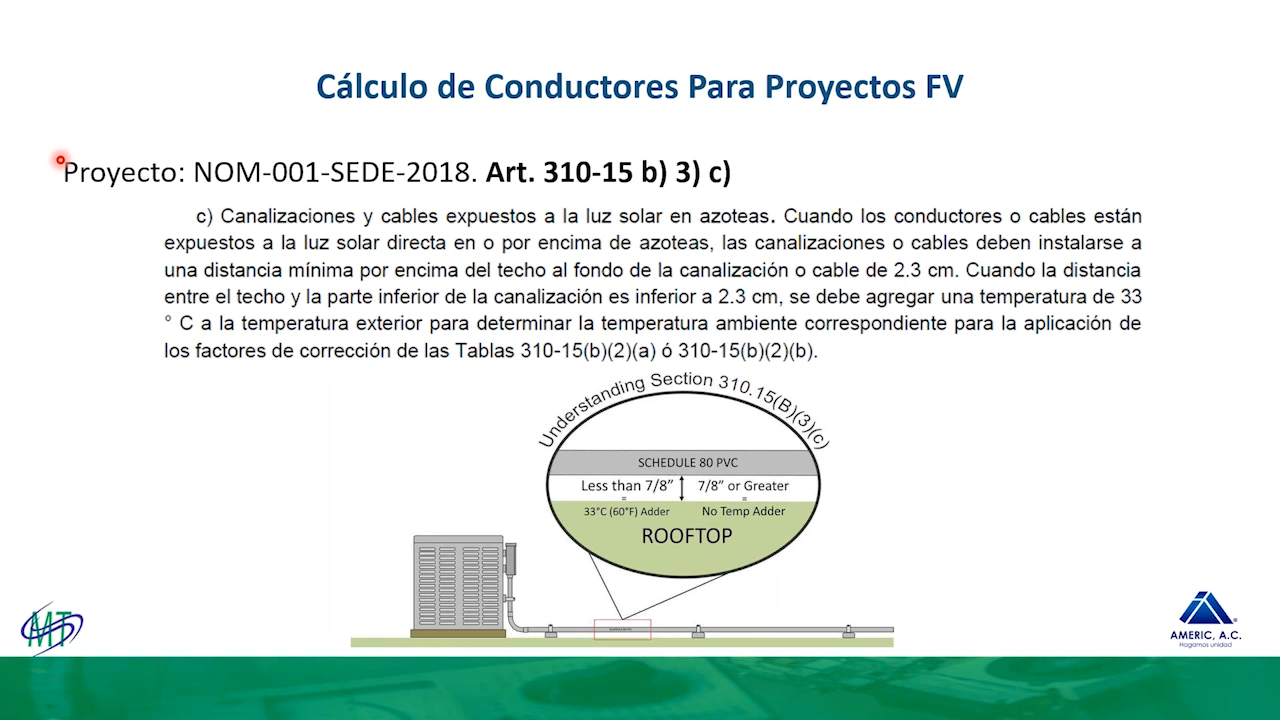 Cálculo de Conductores Para Proyectos FV
Proyecto: NOM-001-SEDE-2018. Art. 310-15 b) 3) c)
c) Canalizaciones y cables expuestos a la luz solar en azoteas. Cuando los conductores o cables están
expuestos a la luz solar directa en o por encima de azoteas, las canalizaciones o cables deben instalarse a
una distancia mínima por encima del techo al fondo de la canalización o cable de 2.3 cm. Cuando la distancia
entre el techo y la parte inferior de la canalización es inferior a 2.3 cm, se debe agregar una temperatura de 33
° C a la temperatura exterior para determinar la temperatura ambiente correspondiente para la aplicación de
los factores de corrección de las Tablas 310-15(b)(2)(a) ó 310-15(b)(2)(b).
Understanding Section 310.15(B)(3)(c)
SCHEDULE 80 PVC
Less than 7/8” 7/8” or Greater
= =
33°C (60°F) Adder No Temp Adder
ROOFTOP
MT
AMERIC, A.C.
Hagamos unidad